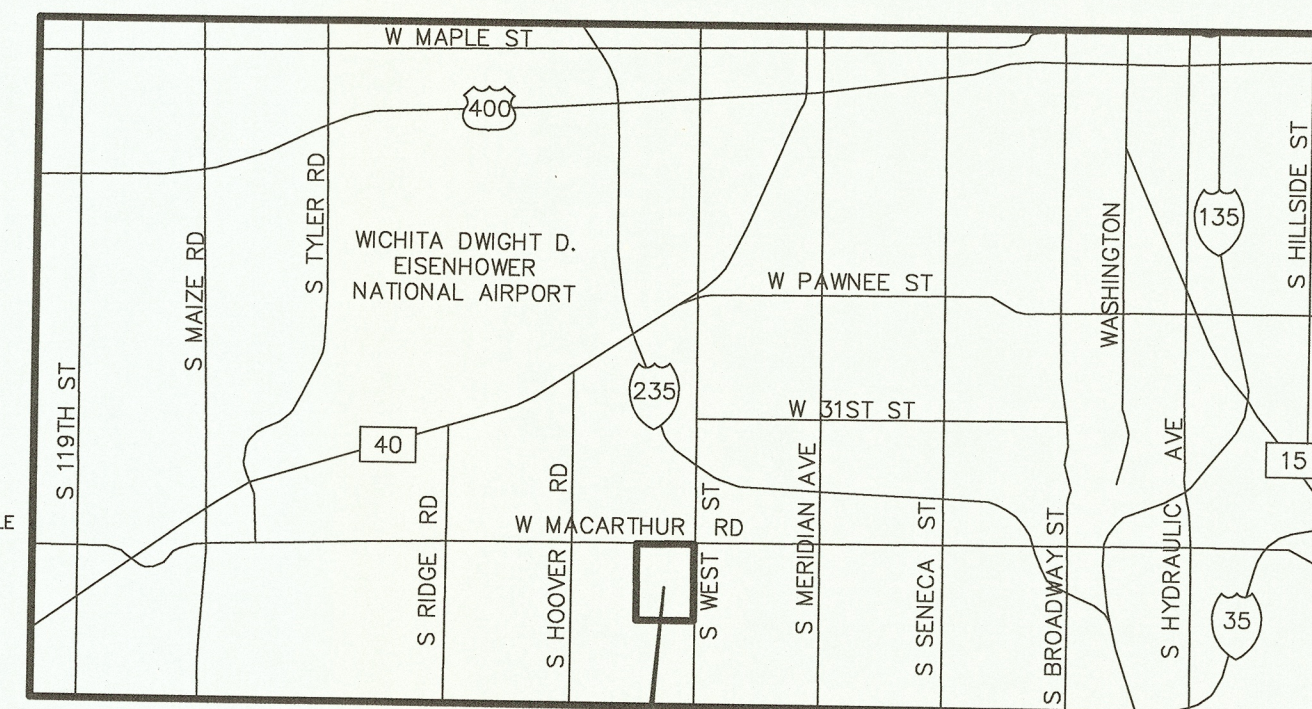 W MAPLE ST
400
S TYLER RD
S HILLSIDE ST
135
WASHINGTON
S MAIZE RD
WICHITA DWIGHT D.
EISENHOWER
NATIONAL AIRPORT
W PAWNEE ST
S 119TH ST
235
W 31ST ST
40
15
LE
W MACARTHUR RD
S RIDGE RD
S HOOVER RD
S WEST ST
S MERIDIAN AVE
S SENECA ST
S BROADWAY ST
S HYDRAULIC AVE
35